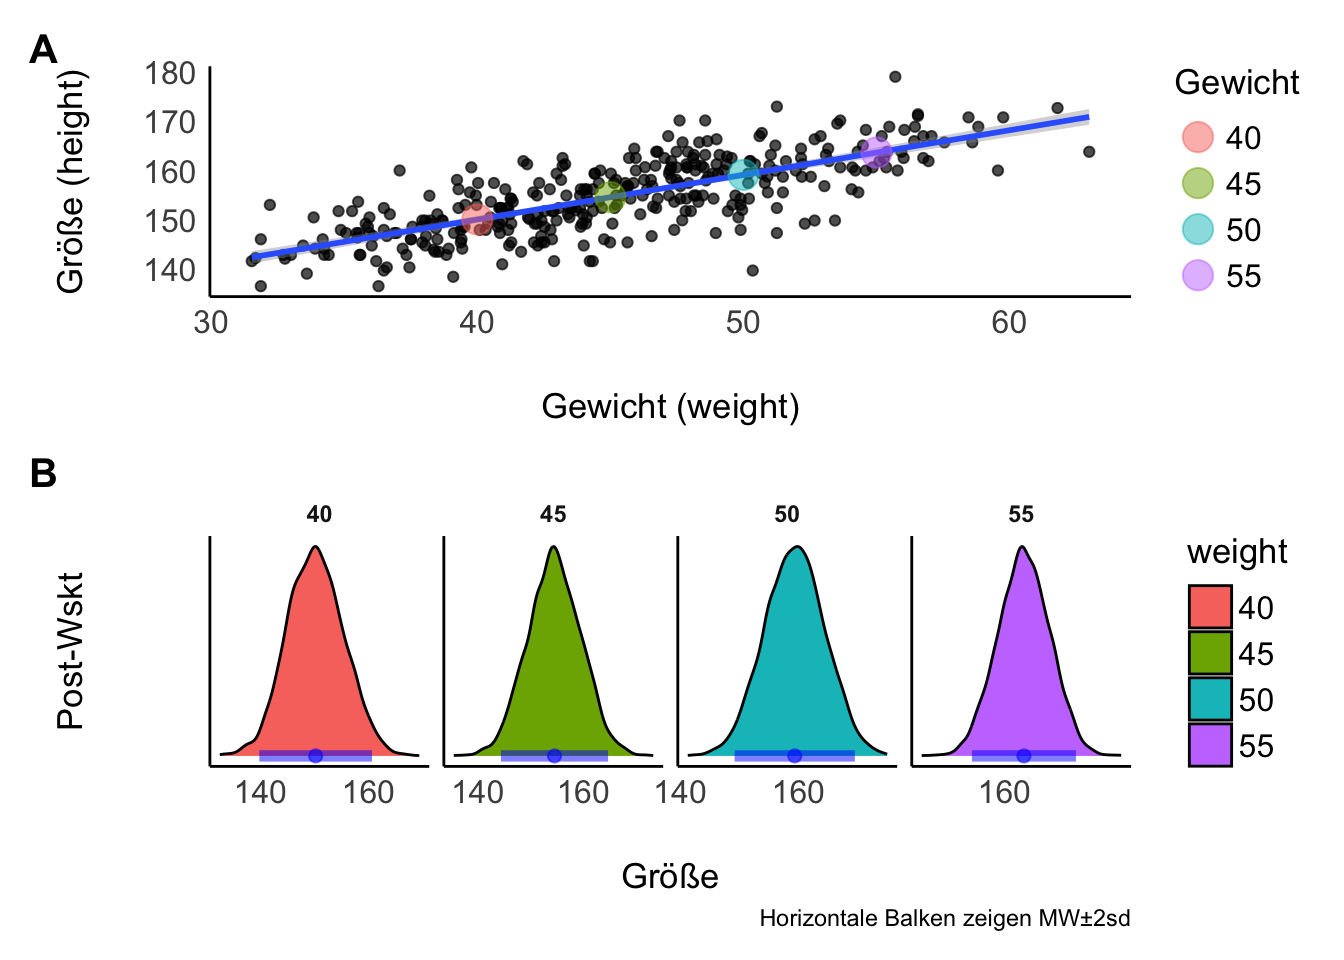 A
Größe (height)
180
170
160
150
140
30 40 50 60
Gewicht (weight)
Gewicht
40
45
50
55
B
Post-Wskt
40 45 50 55
140 160 140 160 140 160 160
Größe
weight
40
45
50
55
Horizontale Balken zeigen MW±2sd